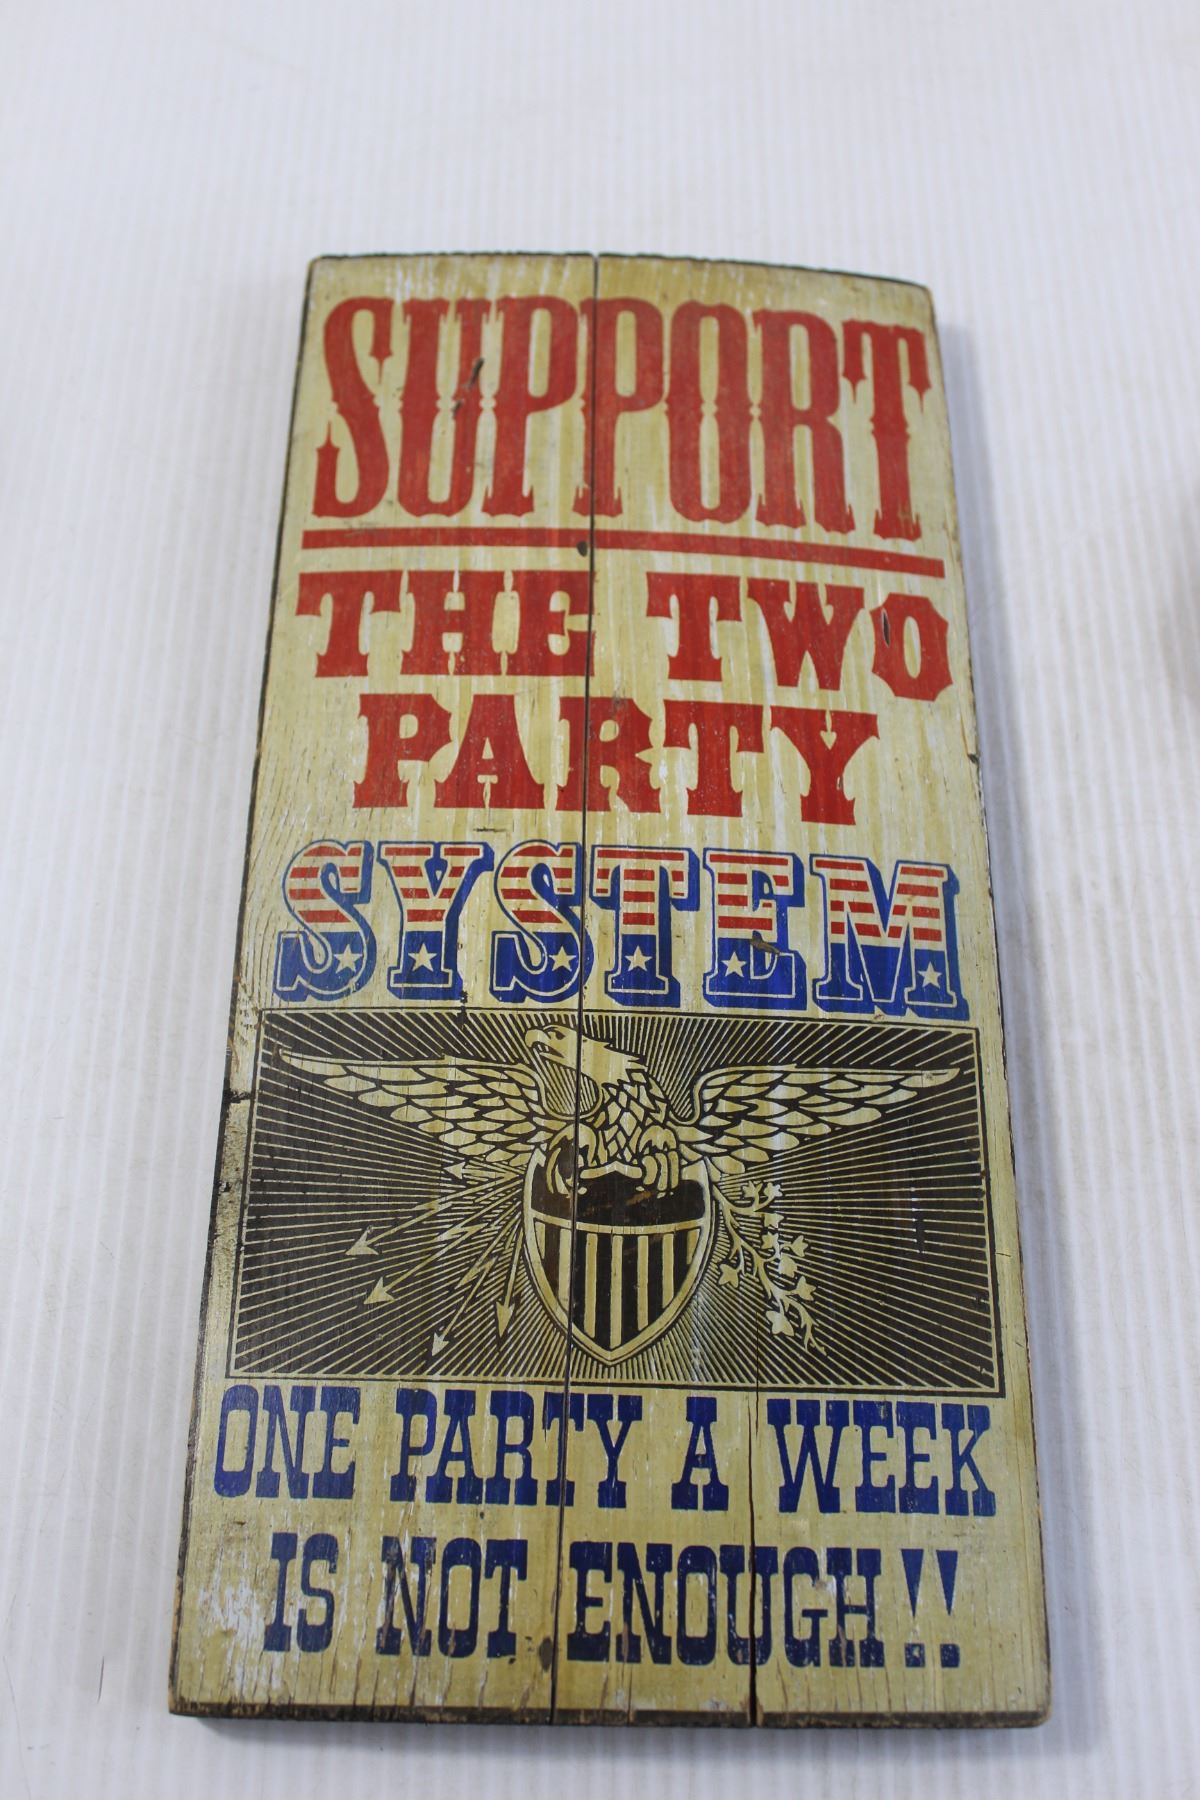 SUPPORT
THE TWO
PARTY
SYSTEM
ONE PARTY A WEEK
IS NOT ENOUGH!!